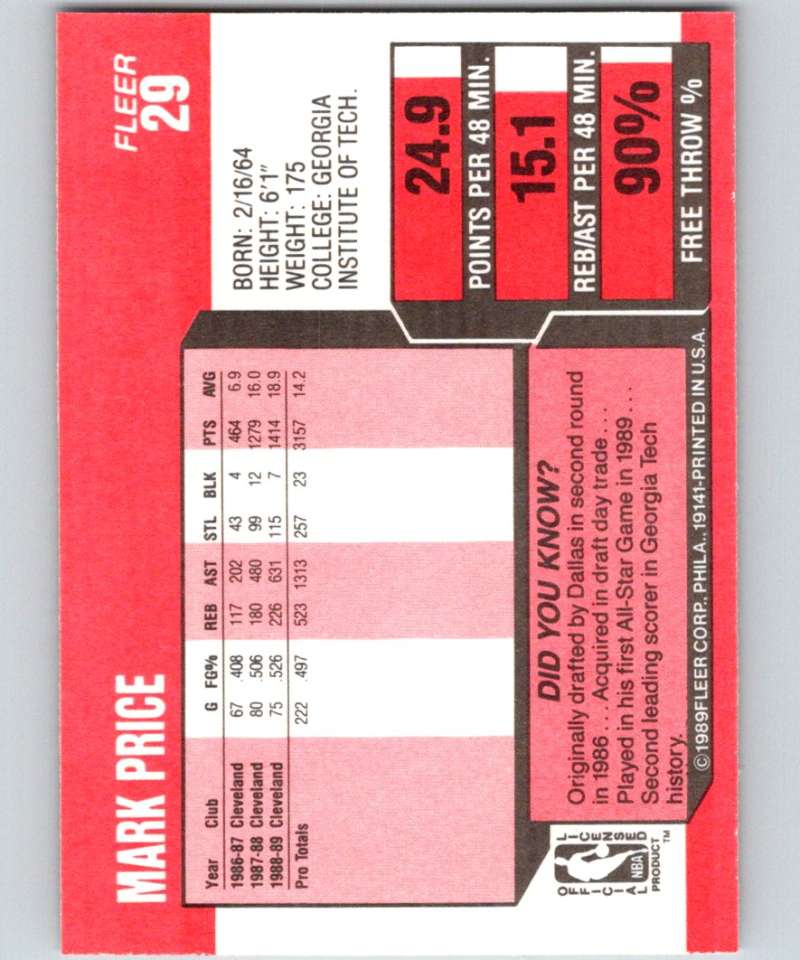 MARK PRICE
FLEER
29
BORN: 2/16/64
HEIGHT: 6'1"
WEIGHT: 175
COLLEGE: GEORGIA
INSTITUTE OF TECH.
Year Club G FG% REB AST STL BLK PTS AVG
1986-87 Cleveland 67 .408 117 202 43 4 464 6.9
1987-88 Cleveland 80 .506 180 480 99 12 1279 16.0
1988-89 Cleveland 75 .526 226 631 115 7 1414 18.9
Pro Totals 222 .497 523 1313 257 23 3157 14.2
24.9
POINTS PER 48 MIN.
15.1
REB/AST PER 48 MIN.
90%
FREE THROW %
DID YOU KNOW?
Originally drafted by Dallas in second round
in 1986 . . . Acquired in draft day trade . . .
Played in his first All-Star Game in 1989 . . .
Second leading scorer in Georgia Tech
history.
OFFICIAL LICENSED
NBA
PRODUCT™
©1989FLEER CORP., PHILA., 19141-PRINTED IN U.S.A.